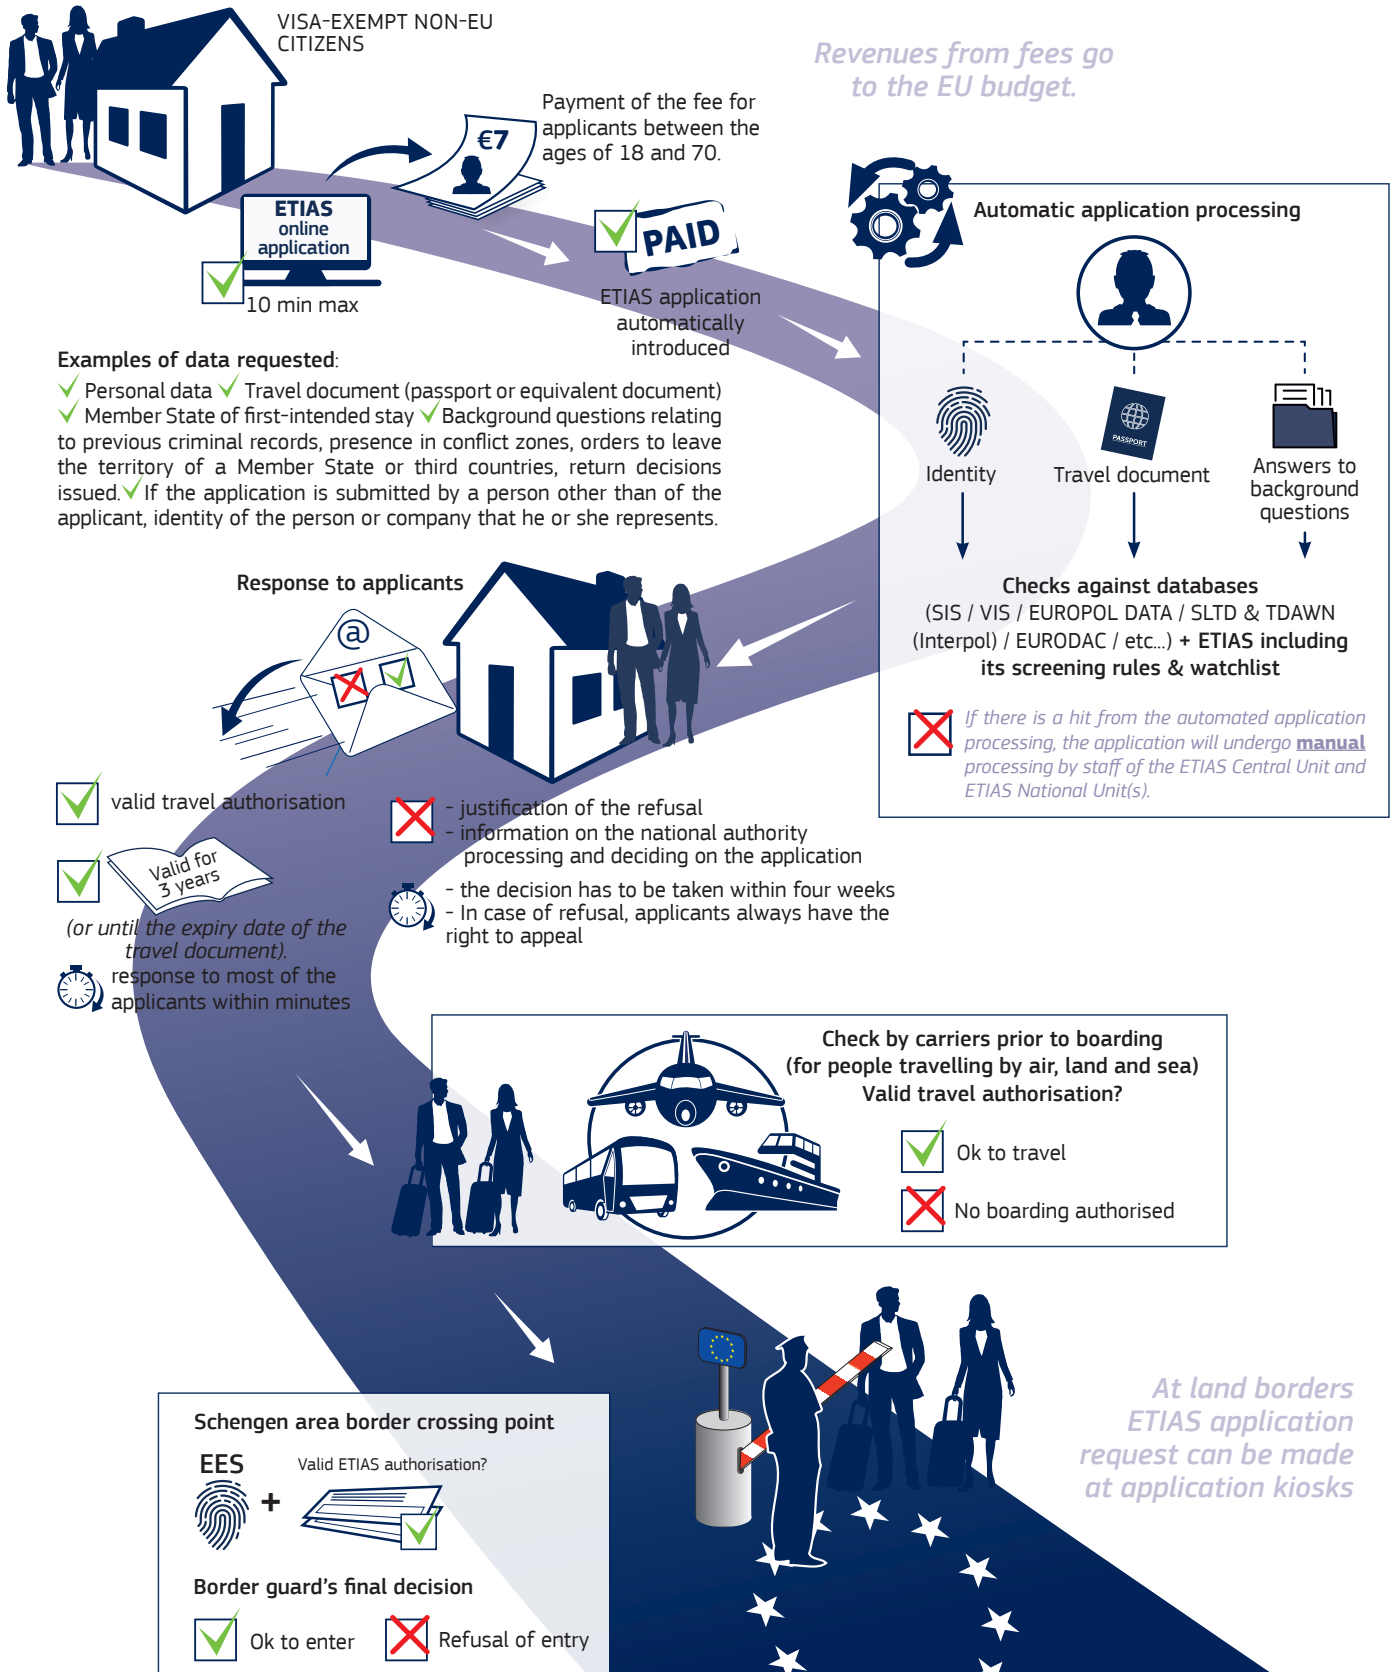 VISA-EXEMPT NON-EU
CITIZENS
Revenues from fees go
to the EU budget.
Payment of the fee for
applicants between the
ages of 18 and 70.
€7
ETIAS
online
application
10 min max
PAID
ETIAS application
automatically
introduced
Examples of data requested:
Personal data Travel document (passport or equivalent document)
Member State of first-intended stay Background questions relating
to previous criminal records, presence in conflict zones, orders to leave
the territory of a Member State or third countries, return decisions
issued. If the application is submitted by a person other than of the
applicant, identity of the person or company that he or she represents.
Automatic application processing
PASSPORT
Identity
Travel document
Answers to
background
questions
Checks against databases
(SIS / VIS / EUROPOL DATA / SLTD & TDAWN
(Interpol) / EURODAC / etc...) + ETIAS including
its screening rules & watchlist
If there is a hit from the automated application
processing, the application will undergo manual
processing by staff of the ETIAS Central Unit and
ETIAS National Unit(s).
Response to applicants
@
valid travel authorisation
Valid for
3 years
(or until the expiry date of the
travel document).
response to most of the
applicants within minutes
- justification of the refusal
- information on the national authority
processing and deciding on the application
- the decision has to be taken within four weeks
- In case of refusal, applicants always have the
right to appeal
Check by carriers prior to boarding
(for people travelling by air, land and sea)
Valid travel authorisation?
Ok to travel
No boarding authorised
At land borders
ETIAS application
request can be made
at application kiosks
Schengen area border crossing point
EES
Valid ETIAS authorisation?
+
Border guard's final decision
Ok to enter
Refusal of entry